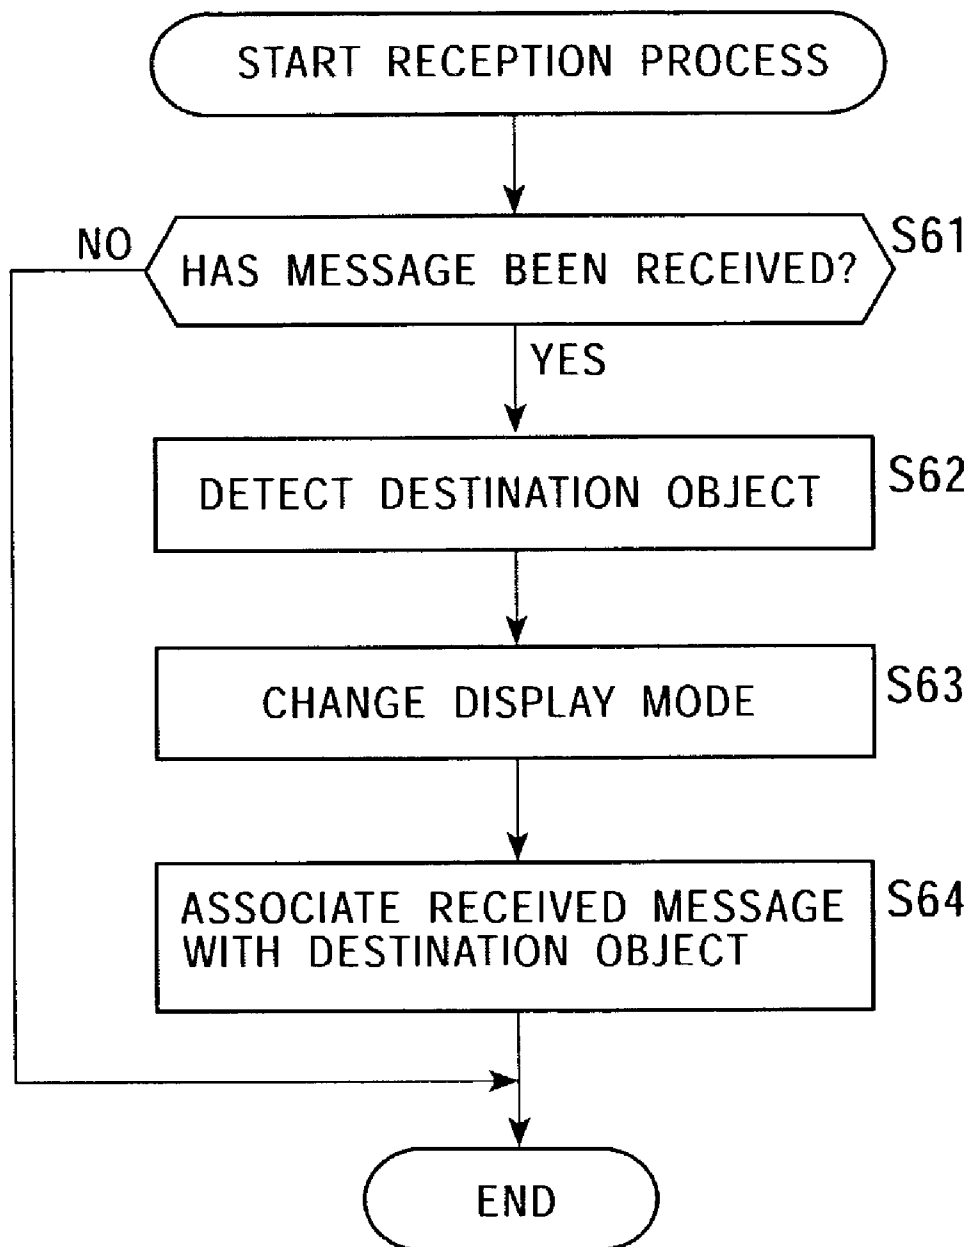 START RECEPTION PROCESS
NO
S61
HAS MESSAGE BEEN RECEIVED?
YES
DETECT DESTINATION OBJECT
S62
CHANGE DISPLAY MODE
S63
ASSOCIATE RECEIVED MESSAGE
WITH DESTINATION OBJECT
S64
END